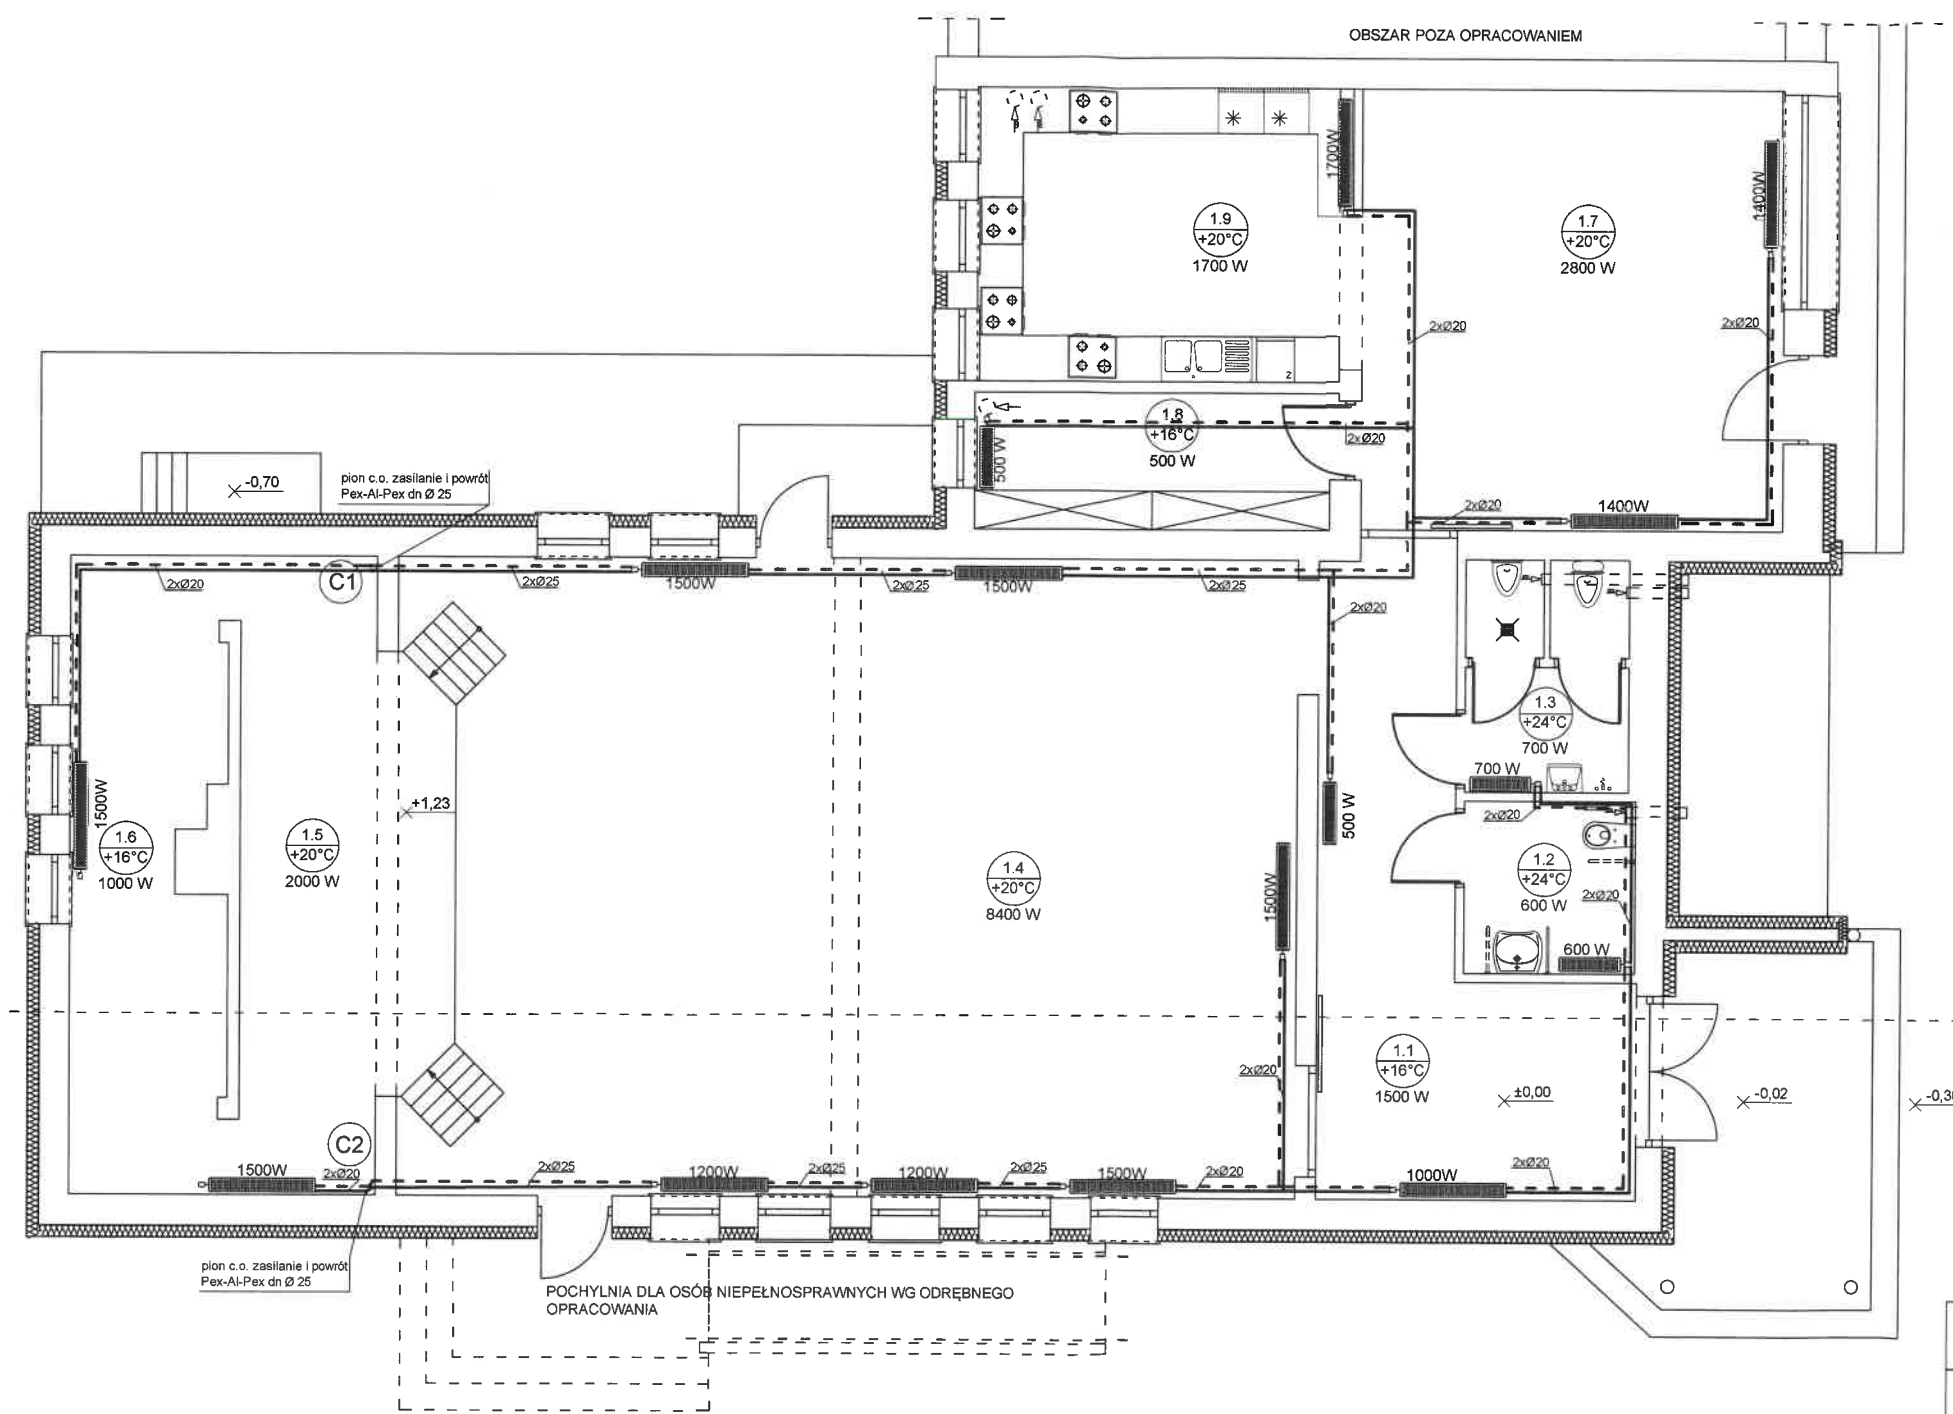 OBSZAR POZA OPRACOWANIEM
1700W
1400W
1.9
+20°C
1700 W
1.7
+20°C
2800 W
2xØ20
2xØ20
1.8
+16°C
500 W
500 W
2xØ20
-0,70
pion c.o. zasilanie i powrót
Pex-Al-Pex dn Ø 25
2xØ20
1400W
C1
2xØ20
2xØ25
1500W
2xØ25
1500W
2xØ25
2xØ20
1.3
+24°C
700 W
700 W
+1,23
1500W
500 W
2xØ20
1.6
+16°C
1000 W
1.5
+20°C
2000 W
1.4
+20°C
8400 W
1500W
1.2
+24°C
600 W
2xØ20
600 W
2xØ20
1.1
+16°C
1500 W
±0,00
-0,02
C2
1500W
2xØ20
2xØ25
1200W
2xØ25
1200W
2xØ25
1500W
2xØ20
1000W
2xØ20
pion c.o. zasilanie i powrót
Pex-Al-Pex dn Ø 25
POCHYLNIA DLA OSÓB NIEPEŁNOSPRAWNYCH WG ODRĘBNEGO
OPRACOWANIA
z